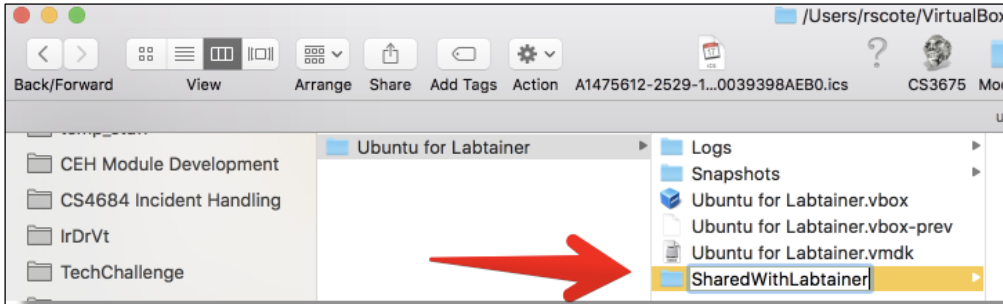 /Users/rscote/VirtualBox
Back/Forward View Arrange Share Add Tags Action A1475612-2529-1...0039398AEB0.ics CS3675 Mo
temp_stuff
CEH Module Development
CS4684 Incident Handling
IrDrVt
TechChallenge
Ubuntu for Labtainer
Logs
Snapshots
Ubuntu for Labtainer.vbox
Ubuntu for Labtainer.vbox-prev
Ubuntu for Labtainer.vmdk
SharedWithLabtainer